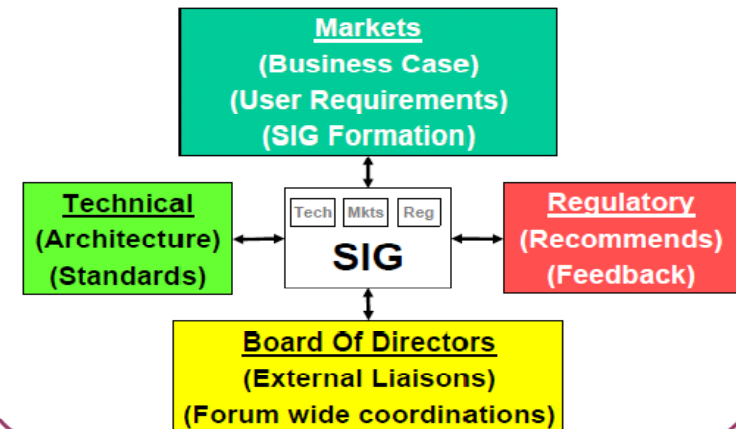 Markets
(Business Case)
(User Requirements)
(SIG Formation)
Technical
(Architecture)
(Standards)
Tech Mkts Reg
SIG
Regulatory
(Recommends)
(Feedback)
Board Of Directors
(External Liaisons)
(Forum wide coordinations)